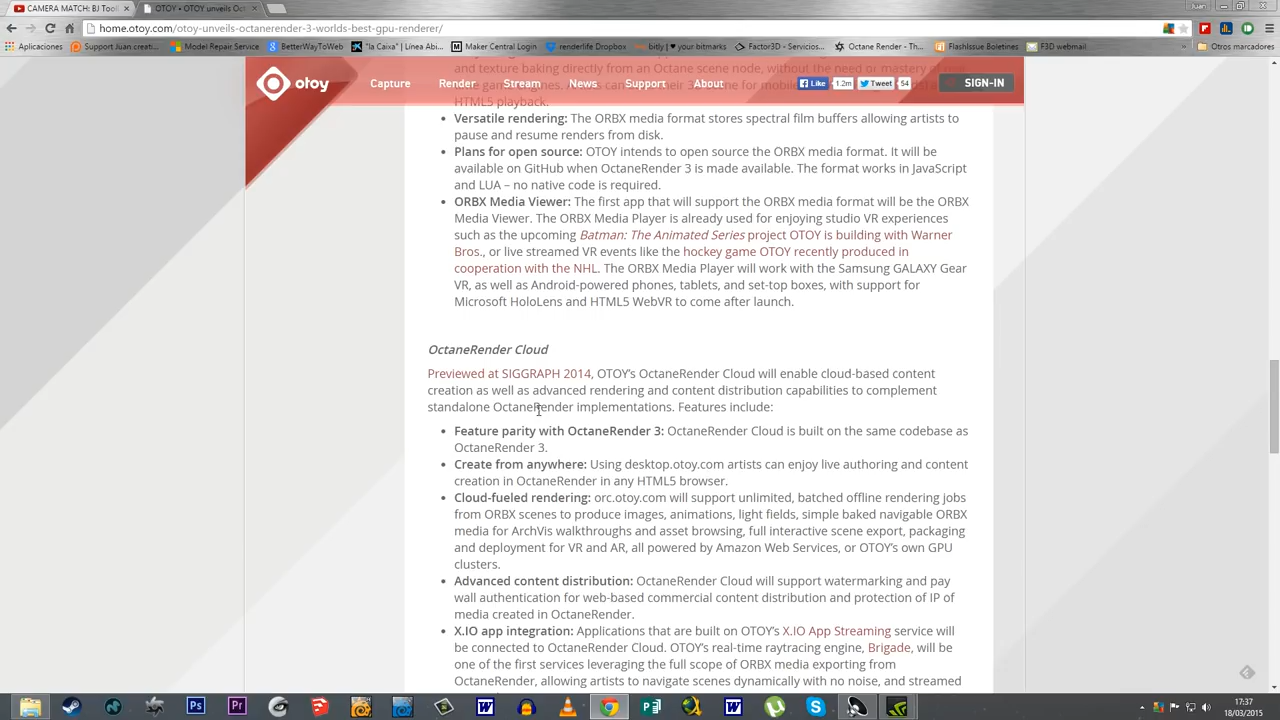 CAMERA MATCH: BJ Tool
OTOY • OTOY unveils Oct
Juan
home.otoy.com/otoy-unveils-octanerender-3-worlds-best-gpu-renderer/
Aplicaciones
Support Juan creati...
Model Repair Service
BetterWayToWeb
"la Caixa" | Línea Abi...
Maker Central Login
renderlife Dropbox
bitly | ♥ your bitmarks
Factor3D - Servicios...
Octane Render - Th...
FlashIssue Boletines
F3D webmail
»
Otros marcadores
and texture baking directly from an Octane scene node, without the need
otoy
Capture
Render
Stream
News
Support
About
Like
1.2m
Tweet
54
SIGN-IN
HTML5 playback.
• Versatile rendering: The ORBX media format stores spectral film buffers allowing artists to
pause and resume renders from disk.
• Plans for open source: OTOY intends to open source the ORBX media format. It will be
available on GitHub when OctaneRender 3 is made available. The format works in JavaScript
and LUA – no native code is required.
• ORBX Media Viewer: The first app that will support the ORBX media format will be the ORBX
Media Viewer. The ORBX Media Player is already used for enjoying studio VR experiences
such as the upcoming Batman: The Animated Series project OTOY is building with Warner
Bros., or live streamed VR events like the hockey game OTOY recently produced in
cooperation with the NHL. The ORBX Media Player will work with the Samsung GALAXY Gear
VR, as well as Android-powered phones, tablets, and set-top boxes, with support for
Microsoft HoloLens and HTML5 WebVR to come after launch.
OctaneRender Cloud
Previewed at SIGGRAPH 2014, OTOY's OctaneRender Cloud will enable cloud-based content
creation as well as advanced rendering and content distribution capabilities to complement
standalone OctaneRender implementations. Features include:
• Feature parity with OctaneRender 3: OctaneRender Cloud is built on the same codebase as
OctaneRender 3.
• Create from anywhere: Using desktop.otoy.com artists can enjoy live authoring and content
creation in OctaneRender in any HTML5 browser.
• Cloud-fueled rendering: orc.otoy.com will support unlimited, batched offline rendering jobs
from ORBX scenes to produce images, animations, light fields, simple baked navigable ORBX
media for ArchVis walkthroughs and asset browsing, full interactive scene export, packaging
and deployment for VR and AR, all powered by Amazon Web Services, or OTOY's own GPU
clusters.
• Advanced content distribution: OctaneRender Cloud will support watermarking and pay
wall authentication for web-based commercial content distribution and protection of IP of
media created in OctaneRender.
• X.IO app integration: Applications that are built on OTOY's X.IO App Streaming service will
be connected to OctaneRender Cloud. OTOY's real-time raytracing engine, Brigade, will be
one of the first services leveraging the full scope of ORBX media exporting from
OctaneRender, allowing artists to navigate scenes dynamically with no noise, and streamed
Ps
Pr
17:37
18/03/2015